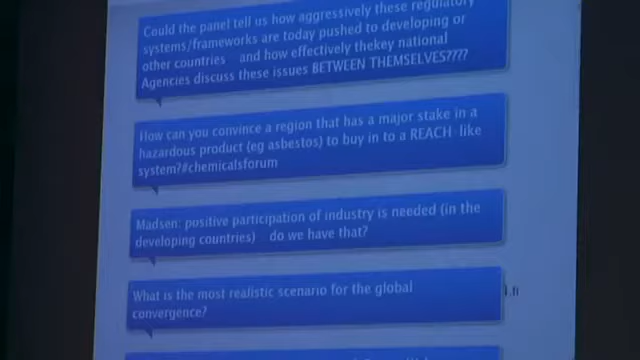 Could the panel tell us how aggressively these regulatory
systems/frameworks are today pushed to developing or
other countries and how effectively thekey national
Agencies discuss these issues BETWEEN THEMSELVES????
How can you convince a region that has a major stake in a
hazardous product (eg asbestos) to buy in to a REACH-like
system?#chemicalsforum
Madsen: positive participation of industry is needed (in the
developing countries) do we have that?
What is the most realistic scenario for the global
convergence?